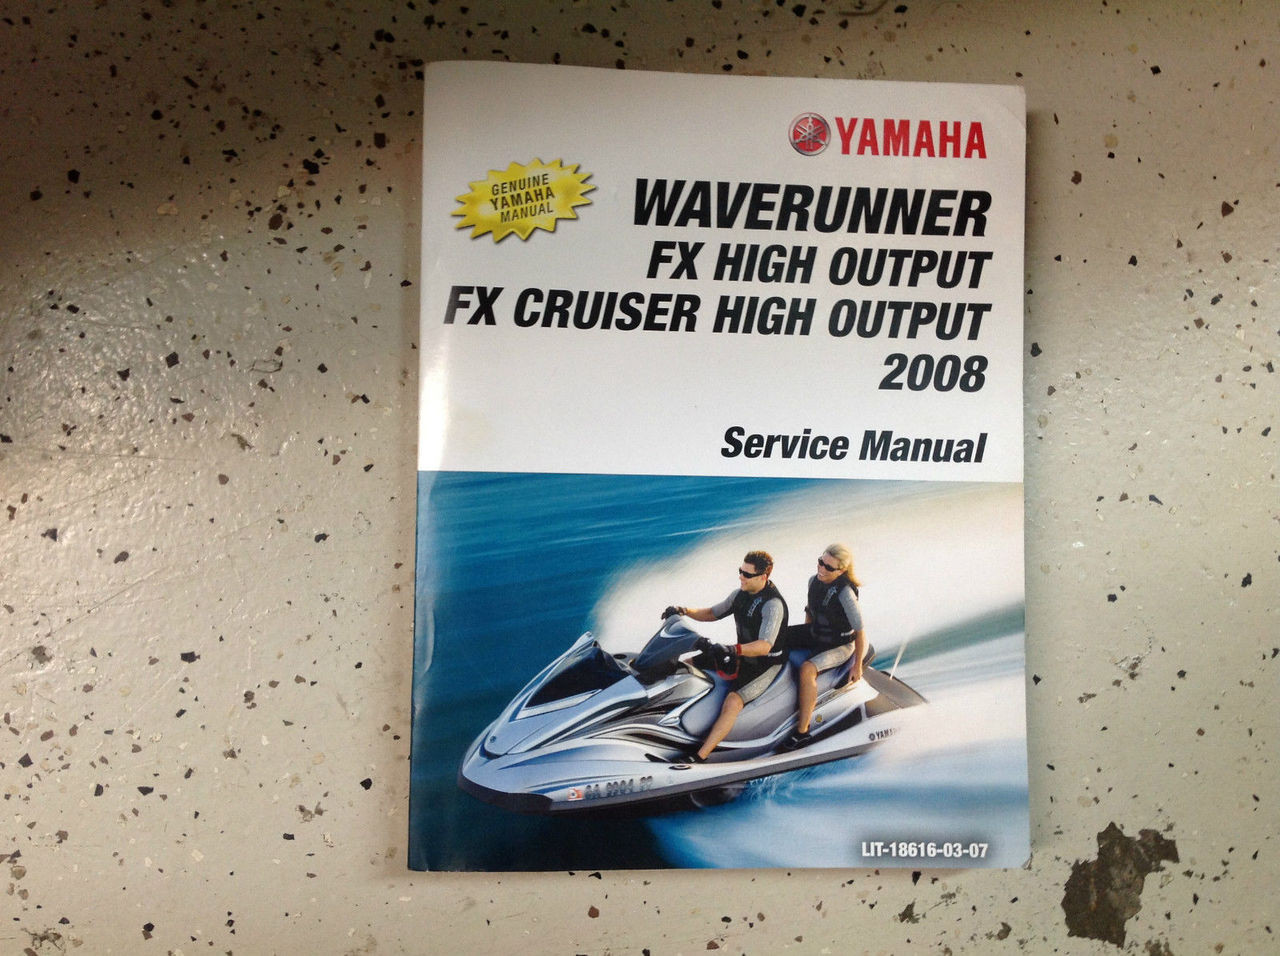 YAMAHA
GENUINE
YAMAHA
MANUAL
WAVERUNNER
FX HIGH OUTPUT
FX CRUISER HIGH OUTPUT
2008
Service Manual
LIT-18616-03-07